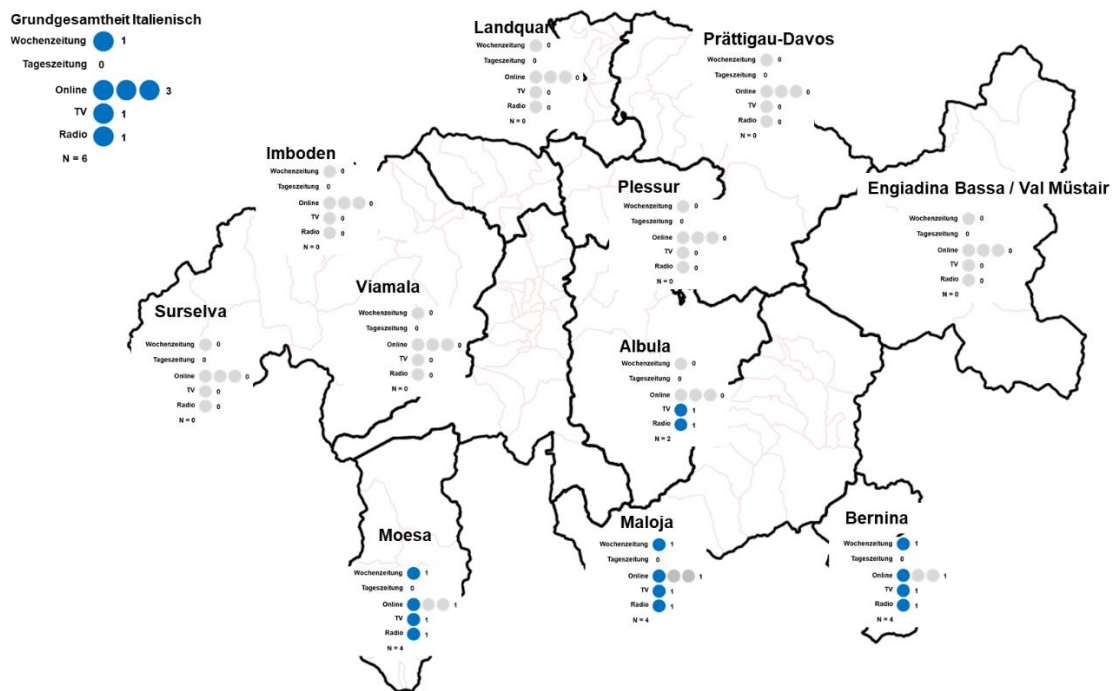 Grundgesamtheit Italienisch
Wochenzeitung 1
Tageszeitung 0
Online 3
TV 1
Radio 1
N = 6
Landquar
Wochenzeitung 0
Tageszeitung 0
Online 0
TV 0
Radio 0
N = 0
Prättigau-Davos
Wochenzeitung 0
Tageszeitung 0
Online 0
TV 0
Radio 0
N = 0
Imboden
Wochenzeitung 0
Tageszeitung 0
Online 0
TV 0
Radio 0
N = 0
Plessur
Wochenzeitung 0
Tageszeitung 0
Online 0
TV 0
Radio 0
N = 0
Engiadina Bassa / Val Müstair
Wochenzeitung 0
Tageszeitung 0
Online 0
TV 0
Radio 0
N = 0
Surselva
Wochenzeitung 0
Tageszeitung 0
Online 0
TV 0
Radio 0
N = 0
Viamala
Wochenzeitung 0
Tageszeitung 0
Online 0
TV 0
Radio 0
N = 0
Albula
Wochenzeitung 0
Tageszeitung 0
Online 0
TV 1
Radio 1
N = 2
Moesa
Wochenzeitung 1
Tageszeitung 0
Online 1
TV 1
Radio 1
N = 4
Maloja
Wochenzeitung 1
Tageszeitung 0
Online 1
TV 1
Radio 1
N = 4
Bernina
Wochenzeitung 1
Tageszeitung 0
Online 1
TV 1
Radio 1
N = 4